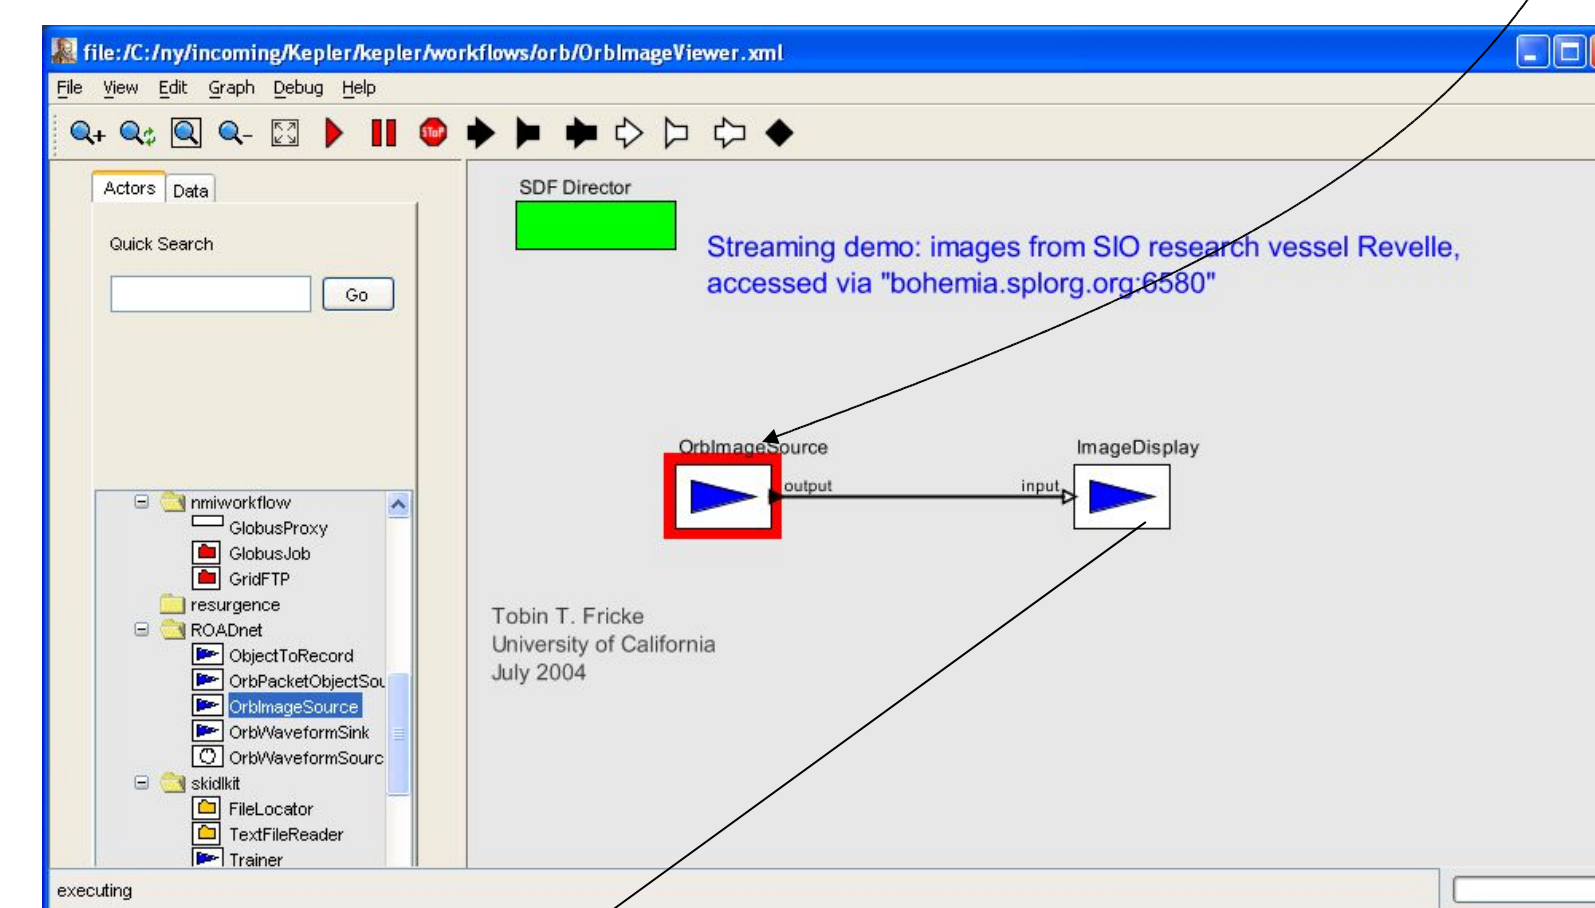 file:/C:/ny/incoming/Kepler/kepler/workflows/orb/OrbImageViewer.xml
File View Edit Graph Debug Help
STOP
Actors Data
Quick Search
Go
nmiworkflow
GlobusProxy
GlobusJob
GridFTP
resurgence
ROADnet
ObjectToRecord
OrbPacketObjectSou
OrbImageSource
OrbWaveformSink
OrbWaveformSourc
skidlkit
FileLocator
TextFileReader
Trainer
SDF Director
Streaming demo: images from SIO research vessel Revelle,
accessed via "bohemia.splorg.org:6580"
OrbImageSource
output
ImageDisplay
input
Tobin T. Fricke
University of California
July 2004
executing